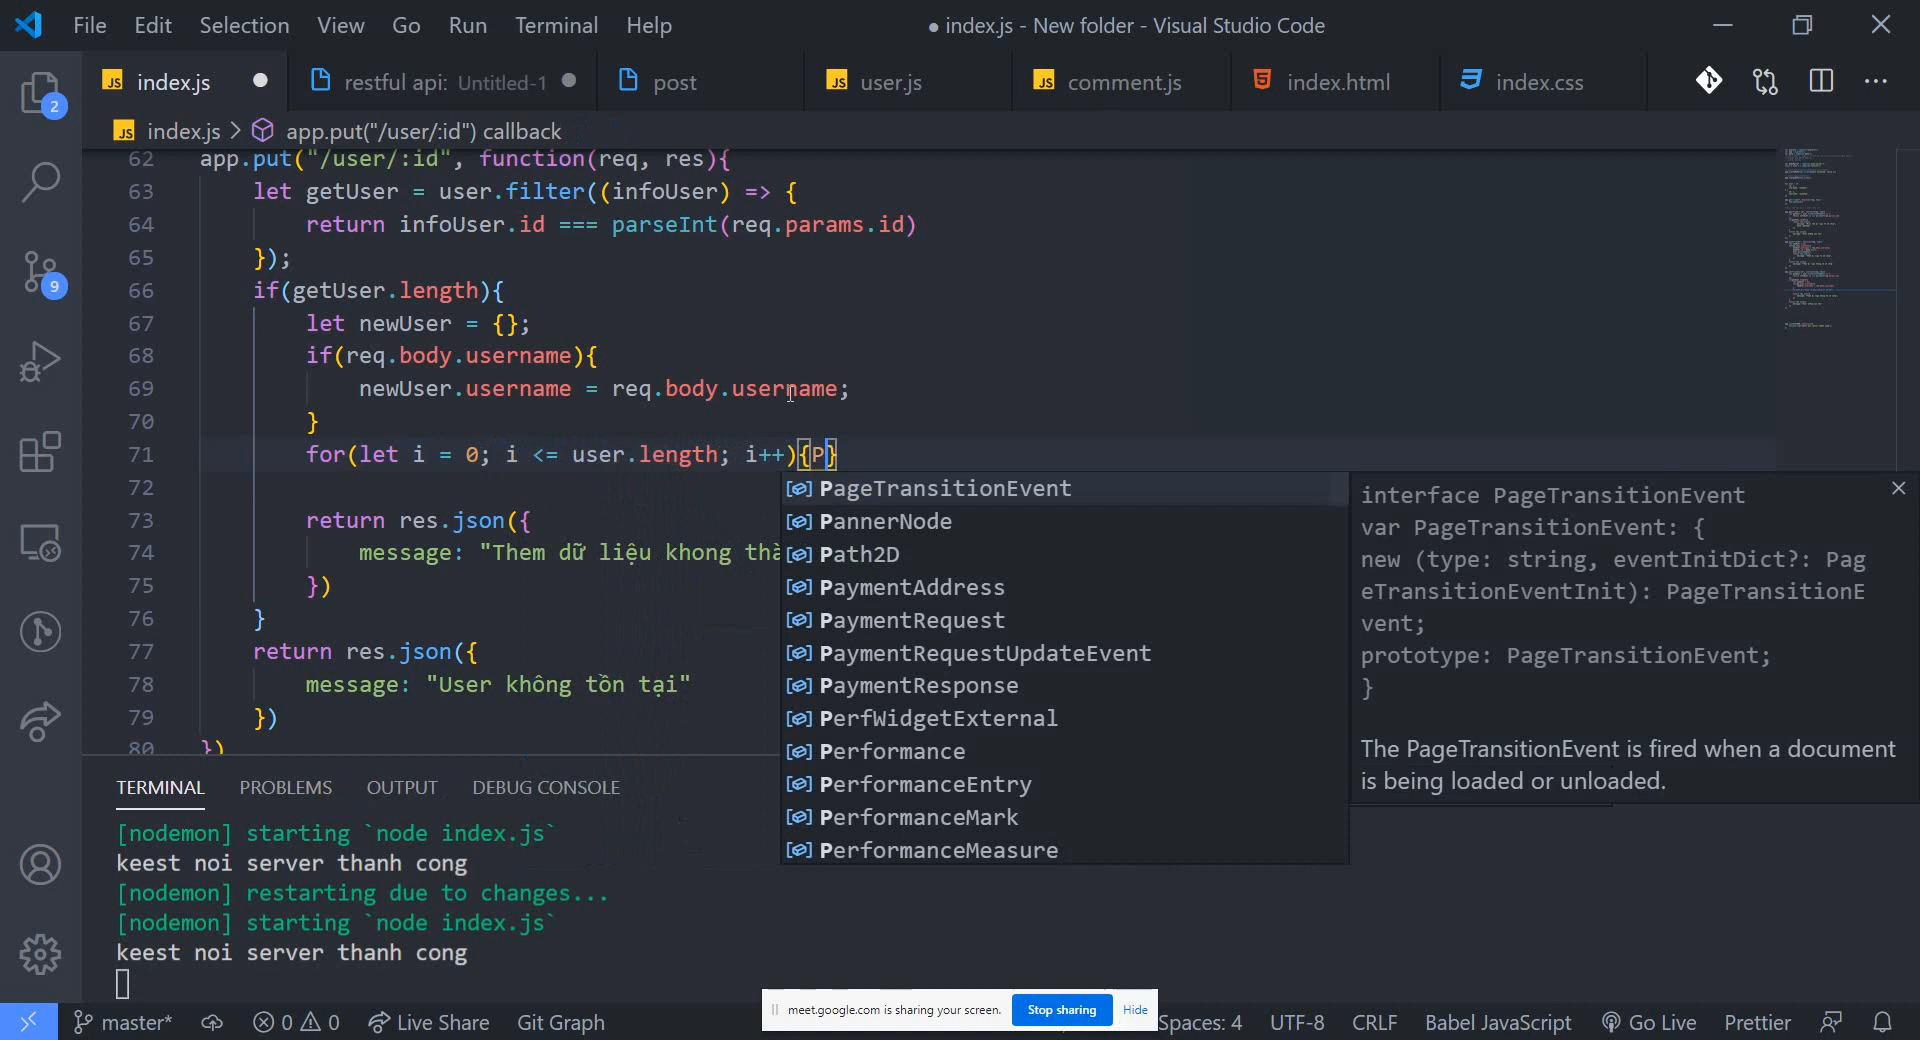 File Edit Selection View Go Run Terminal Help
● index.js - New folder - Visual Studio Code
JS index.js ● restful api: Untitled-1 ● post JS user.js JS comment.js index.html index.css
2
JS index.js > app.put("/user/:id") callback
62 app.put("/user/:id", function(req, res){
63 let getUser = user.filter((infoUser) => {
64 return infoUser.id === parseInt(req.params.id)
65 });
66 if(getUser.length){
67 let newUser = {};
68 if(req.body.username){
69 newUser.username = req.body.username;
70 }
71 for(let i = 0; i <= user.length; i++){P}
72
73 return res.json({
74 message: "Them dữ liệu khong thà
75 })
76 }
77 return res.json({
78 message: "User không tồn tại"
79 })
80 })
9
PageTransitionEvent
PannerNode
Path2D
PaymentAddress
PaymentRequest
PaymentRequestUpdateEvent
PaymentResponse
PerfWidgetExternal
Performance
PerformanceEntry
PerformanceMark
PerformanceMeasure
interface PageTransitionEvent
var PageTransitionEvent: {
new (type: string, eventInitDict?: Pag
eTransitionEventInit): PageTransitionE
vent;
prototype: PageTransitionEvent;
}
The PageTransitionEvent is fired when a document
is being loaded or unloaded.
TERMINAL PROBLEMS OUTPUT DEBUG CONSOLE
[nodemon] starting `node index.js`
keest noi server thanh cong
[nodemon] restarting due to changes...
[nodemon] starting `node index.js`
keest noi server thanh cong
meet.google.com is sharing your screen. Stop sharing Hide
master* 0 0 Live Share Git Graph Spaces: 4 UTF-8 CRLF Babel JavaScript Go Live Prettier